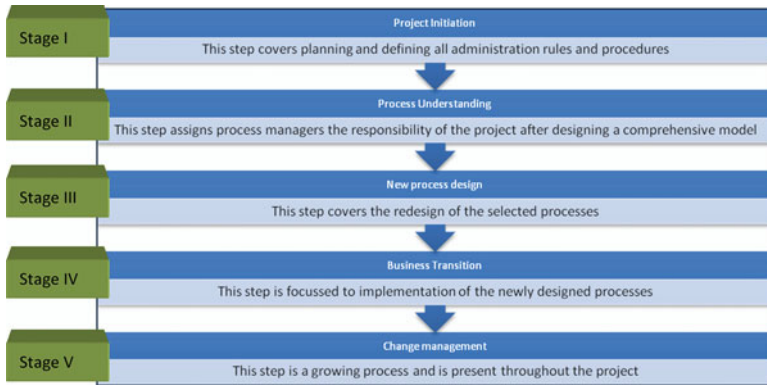 Stage I
Project Initiation
This step covers planning and defining all administration rules and procedures
Stage II
Process Understanding
This step assigns process managers the responsibility of the project after designing a comprehensive model
Stage III
New process design
This step covers the redesign of the selected processes
Stage IV
Business Transition
This step is focussed to implementation of the newly designed processes
Stage V
Change management
This step is a growing process and is present throughout the project